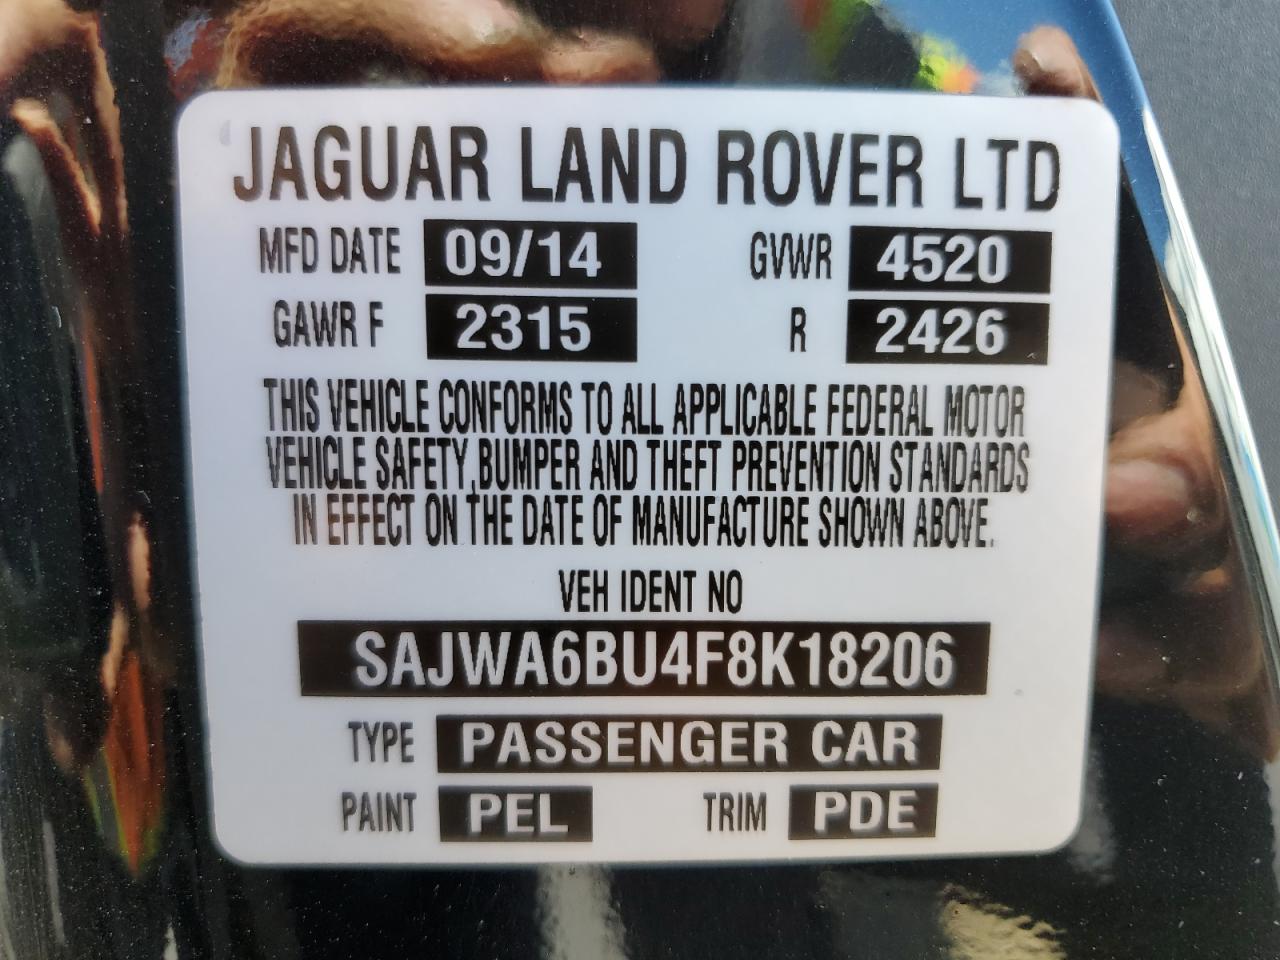 JAGUAR LAND ROVER LTD
MFD DATE 09/14 GVWR 4520
GAWR F 2315 R 2426
THIS VEHICLE CONFORMS TO ALL APPLICABLE FEDERAL MOTOR
VEHICLE SAFETY, BUMPER AND THEFT PREVENTION STANDARDS
IN EFFECT ON THE DATE OF MANUFACTURE SHOWN ABOVE.
VEH IDENT NO
SAJWA6BU4F8K18206
TYPE PASSENGER CAR
PAINT PEL TRIM PDE